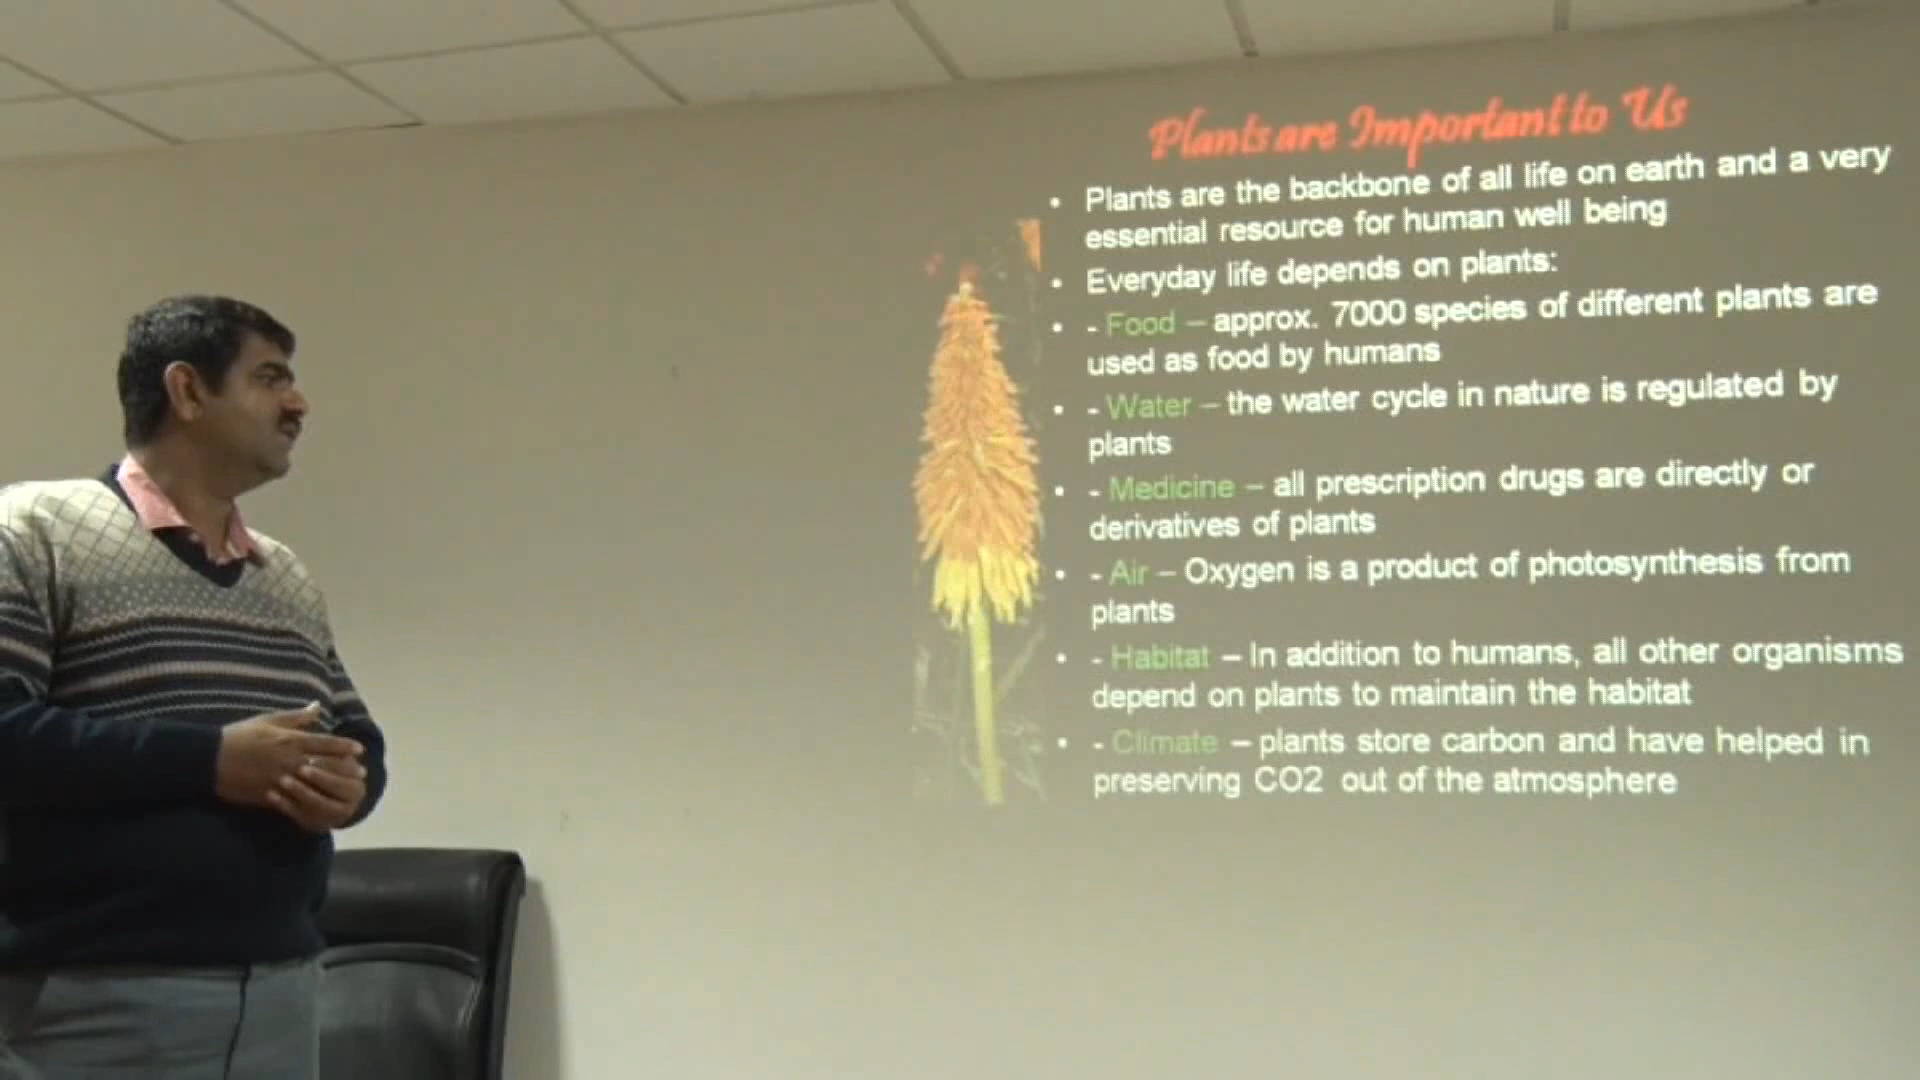 Plants are Important to Us
• Plants are the backbone of all life on earth and a very
essential resource for human well being
• Everyday life depends on plants:
• - Food – approx. 7000 species of different plants are
used as food by humans
• - Water – the water cycle in nature is regulated by
plants
• - Medicine – all prescription drugs are directly or
derivatives of plants
• - Air – Oxygen is a product of photosynthesis from
plants
• - Habitat – In addition to humans, all other organisms
depend on plants to maintain the habitat
• - Climate – plants store carbon and have helped in
preserving CO2 out of the atmosphere